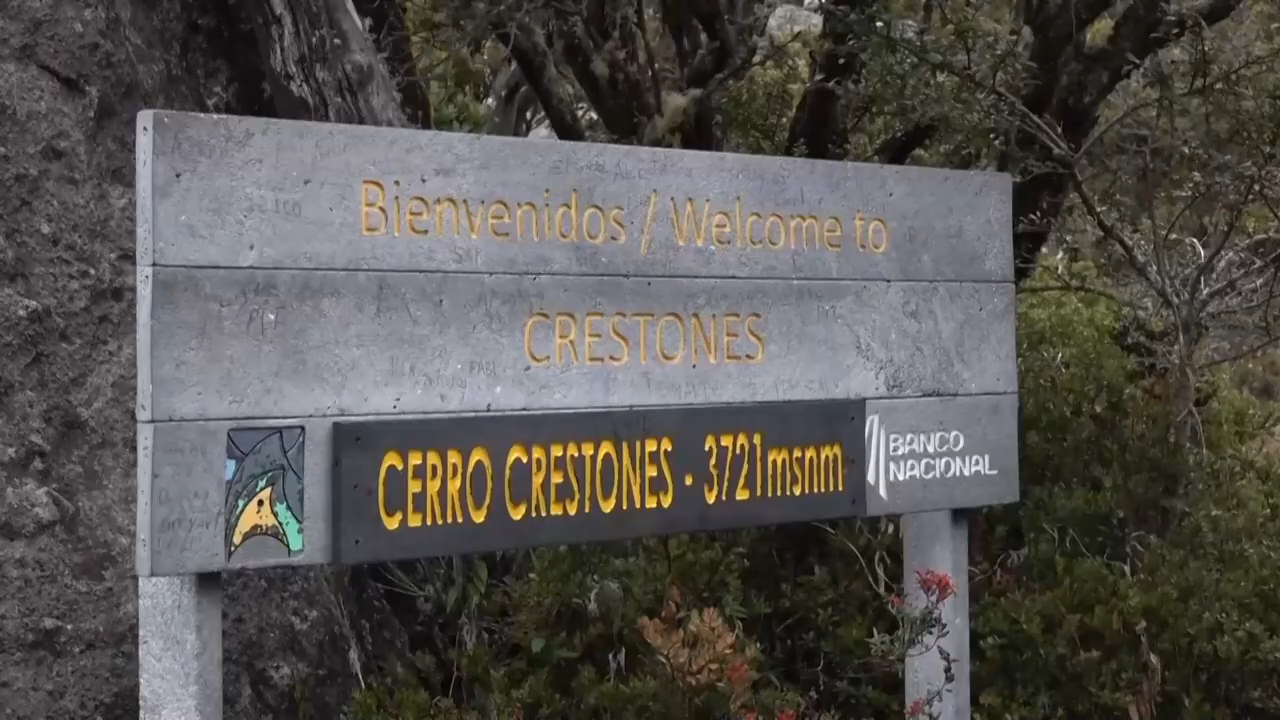 Bienvenidos / Welcome to
CRESTONES
CERRO CRESTONES - 3721msnm
BANCO
NACIONAL